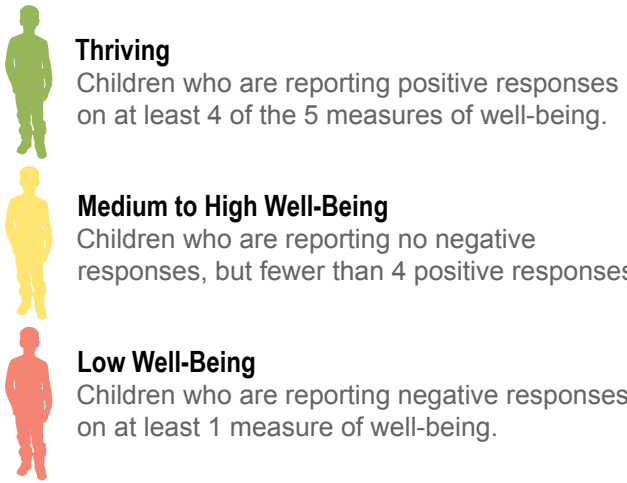 Thriving
Children who are reporting positive responses
on at least 4 of the 5 measures of well-being.
Medium to High Well-Being
Children who are reporting no negative
responses, but fewer than 4 positive responses
Low Well-Being
Children who are reporting negative responses
on at least 1 measure of well-being.